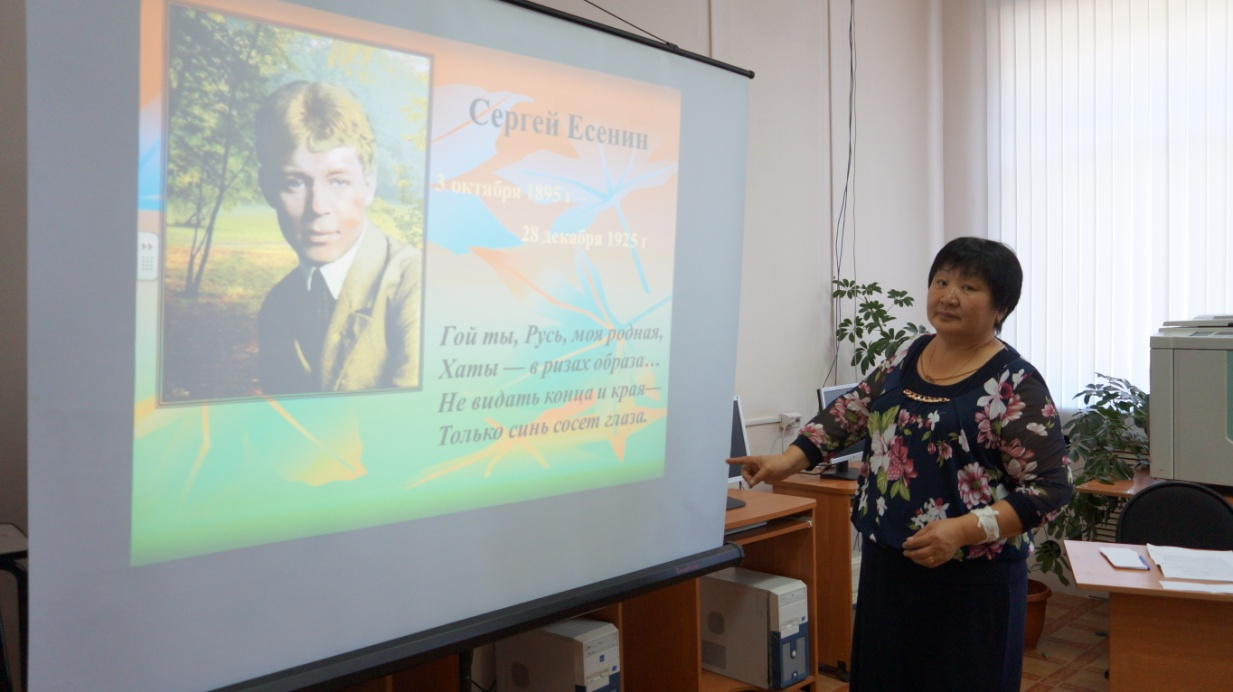 Сергей Есенин
3 октября 1895 г –
28 декабря 1925 г
Гой ты, Русь, моя родная,
Хаты — в ризах образа…
Не видать конца и края—
Только синь сосет глаза.